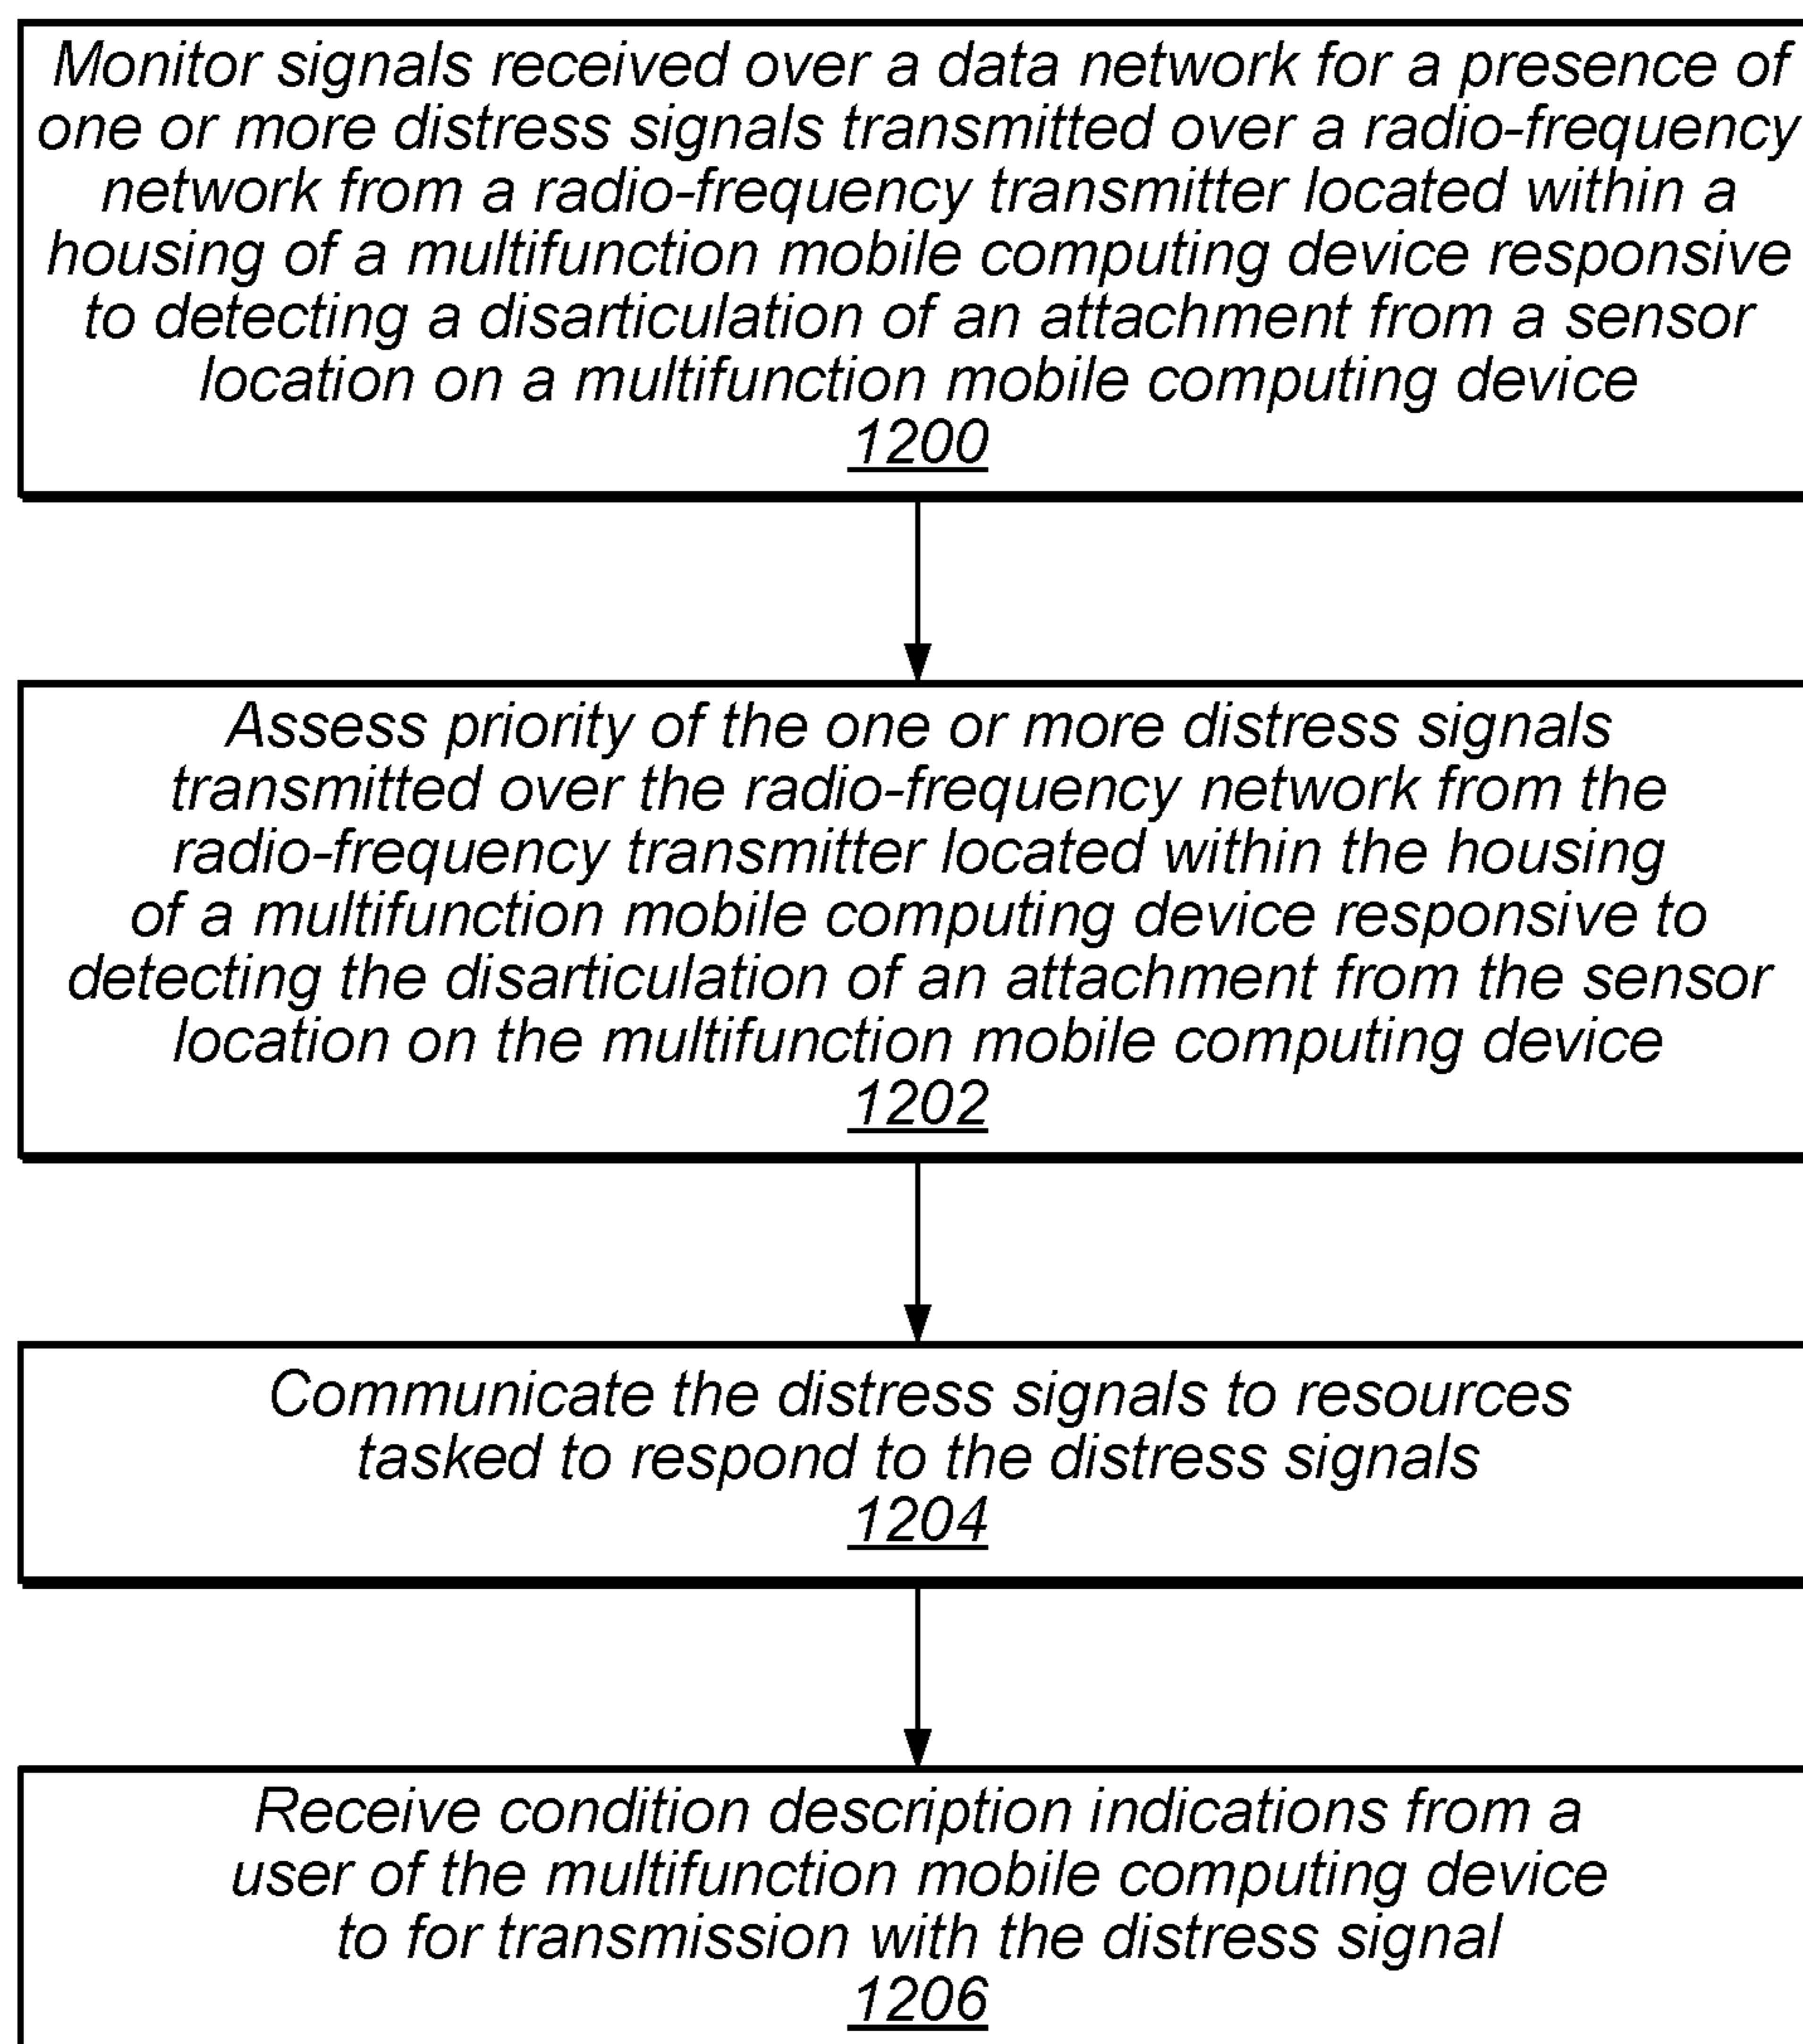 Monitor signals received over a data network for a presence of
one or more distress signals transmitted over a radio-frequency
network from a radio-frequency transmitter located within a
housing of a multifunction mobile computing device responsive
to detecting a disarticulation of an attachment from a sensor
location on a multifunction mobile computing device
1200
Assess priority of the one or more distress signals
transmitted over the radio-frequency network from the
radio-frequency transmitter located within the housing
of a multifunction mobile computing device responsive to
detecting the disarticulation of an attachment from the sensor
location on the multifunction mobile computing device
1202
Communicate the distress signals to resources
tasked to respond to the distress signals
1204
Receive condition description indications from a
user of the multifunction mobile computing device
to for transmission with the distress signal
1206